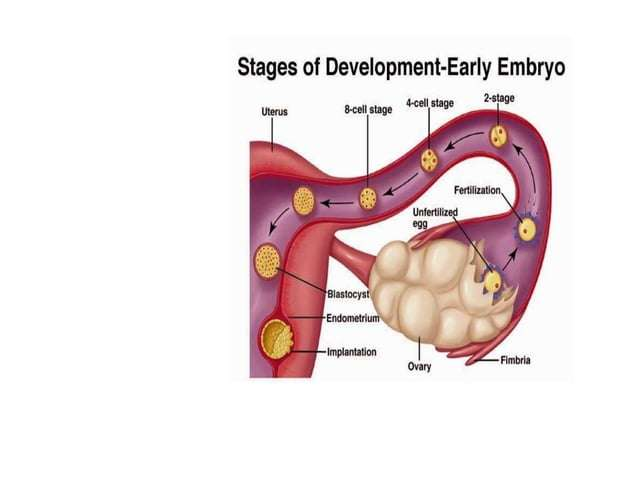 Stages of Development-Early Embryo
Uterus
8-cell stage
4-cell stage
2-stage
Fertilization
Unfertilized
egg
Blastocyst
Endometrium
Implantation
Ovary
Fimbria